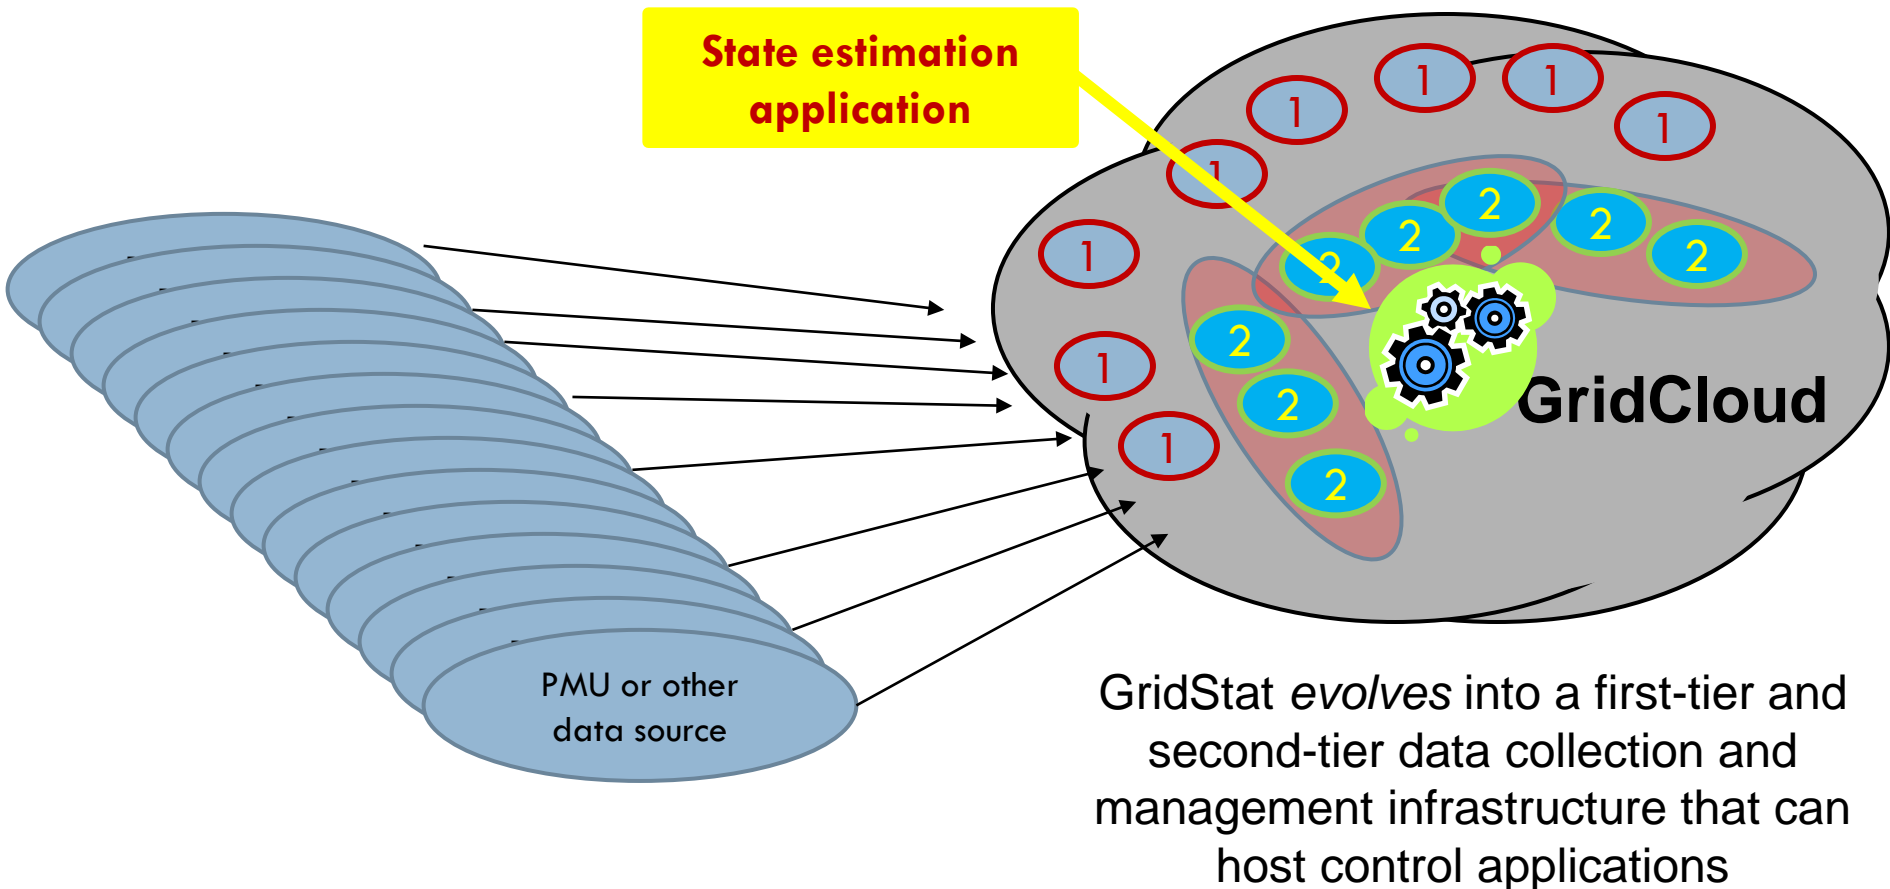 State estimation
application
1
1
1
1
1
1
1
1
1
2
2
2
2
2
2
2
2
GridCloud
PMU or other
data source
GridStat evolves into a first-tier and
second-tier data collection and
management infrastructure that can
host control applications